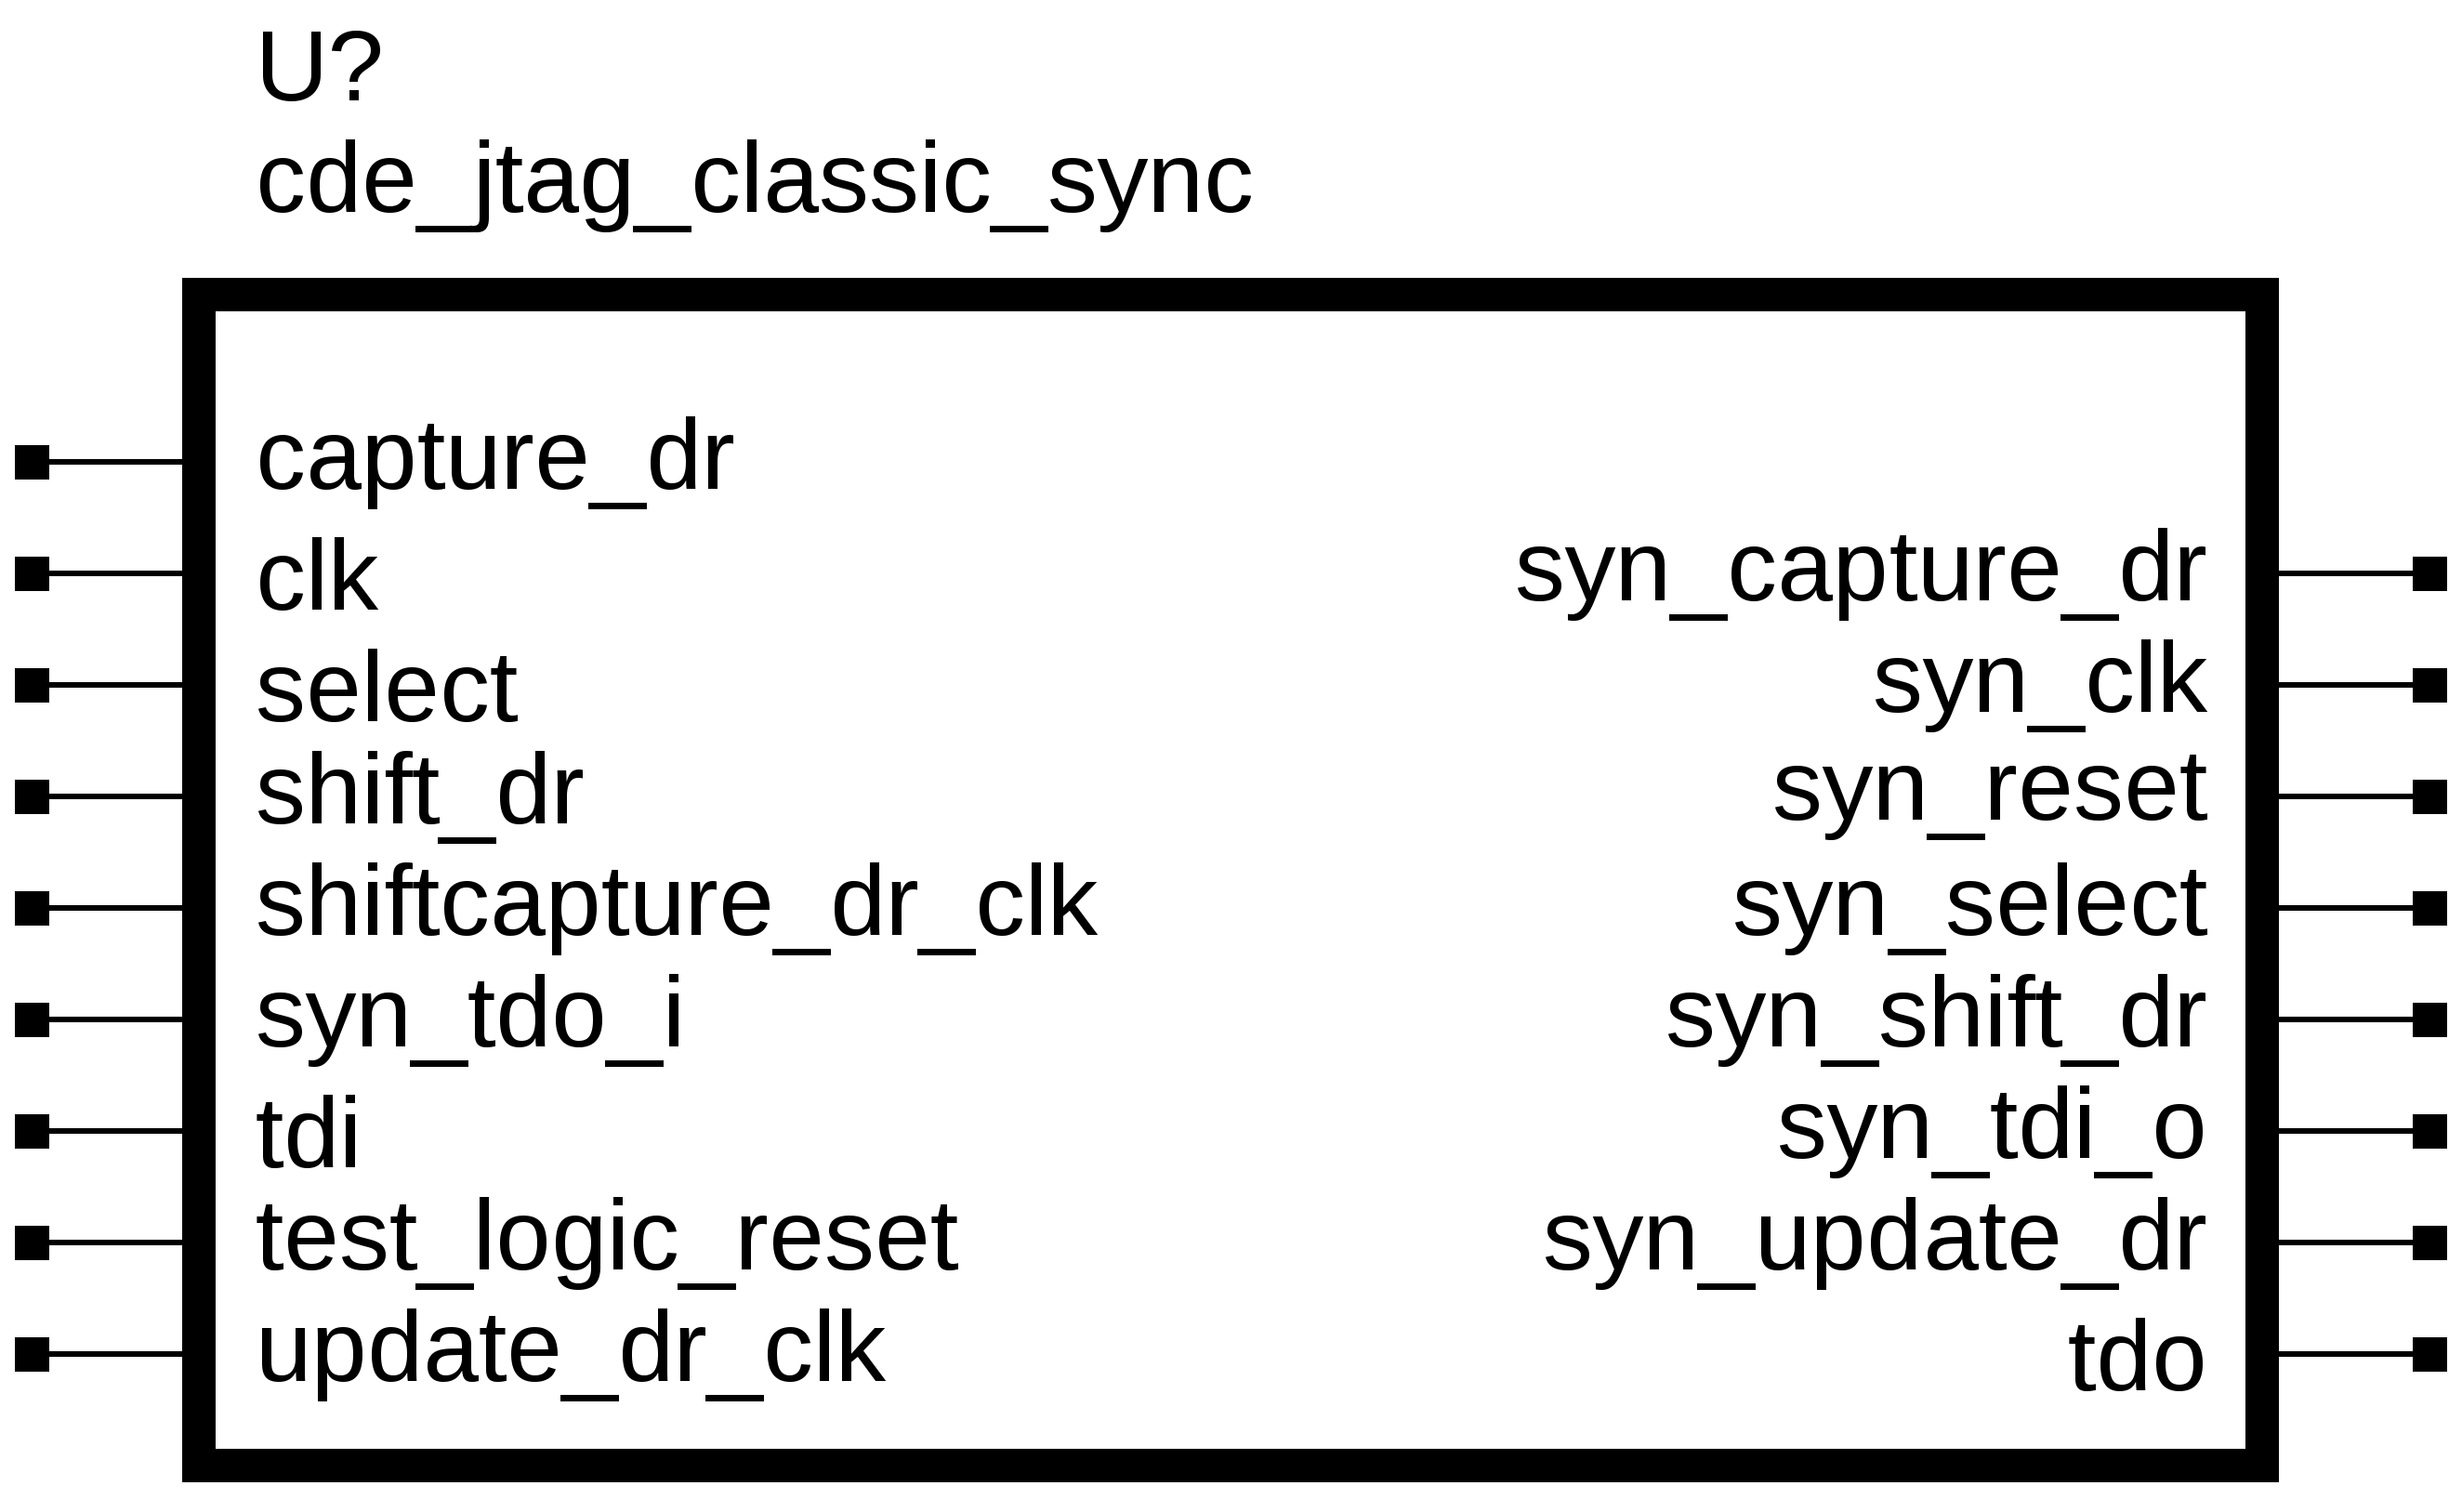 U?
cde_jtag_classic_sync
capture_dr
clk
select
shift_dr
shiftcapture_dr_clk
syn_tdo_i
tdi
test_logic_reset
update_dr_clk
syn_capture_dr
syn_clk
syn_reset
syn_select
syn_shift_dr
syn_tdi_o
syn_update_dr
tdo